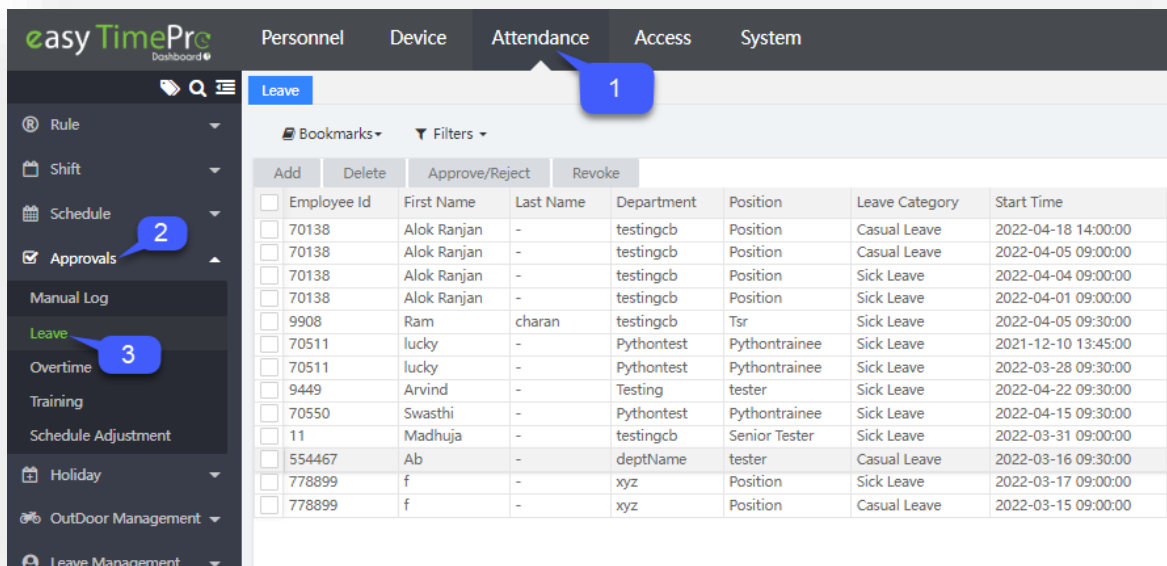 easy TimePro Personnel Device Attendance Access System
Dashboard
1
Leave
Rule
Bookmarks Filters
Shift
Add Delete Approve/Reject Revoke
Employee Id First Name Last Name Department Position Leave Category Start Time
Schedule
2
70138 Alok Ranjan - testingcb Position Casual Leave 2022-04-18 14:00:00
70138 Alok Ranjan - testingcb Position Casual Leave 2022-04-05 09:00:00
Approvals
70138 Alok Ranjan - testingcb Position Sick Leave 2022-04-04 09:00:00
Manual Log
70138 Alok Ranjan - testingcb Position Sick Leave 2022-04-01 09:00:00
9908 Ram charan testingcb Tsr Sick Leave 2022-04-05 09:30:00
Leave
3
70511 lucky - Pythontest Pythontrainee Sick Leave 2021-12-10 13:45:00
Overtime
70511 lucky - Pythontest Pythontrainee Sick Leave 2022-03-28 09:30:00
9449 Arvind - Testing tester Sick Leave 2022-04-22 09:30:00
Training
70550 Swasthi - Pythontest Pythontrainee Sick Leave 2022-04-15 09:30:00
Schedule Adjustment
11 Madhuja - testingcb Senior Tester Sick Leave 2022-03-31 09:00:00
554467 Ab - deptName tester Casual Leave 2022-03-16 09:30:00
Holiday
778899 f - xyz Position Sick Leave 2022-03-17 09:00:00
778899 f - xyz Position Casual Leave 2022-03-15 09:00:00
OutDoor Management
Leave Management